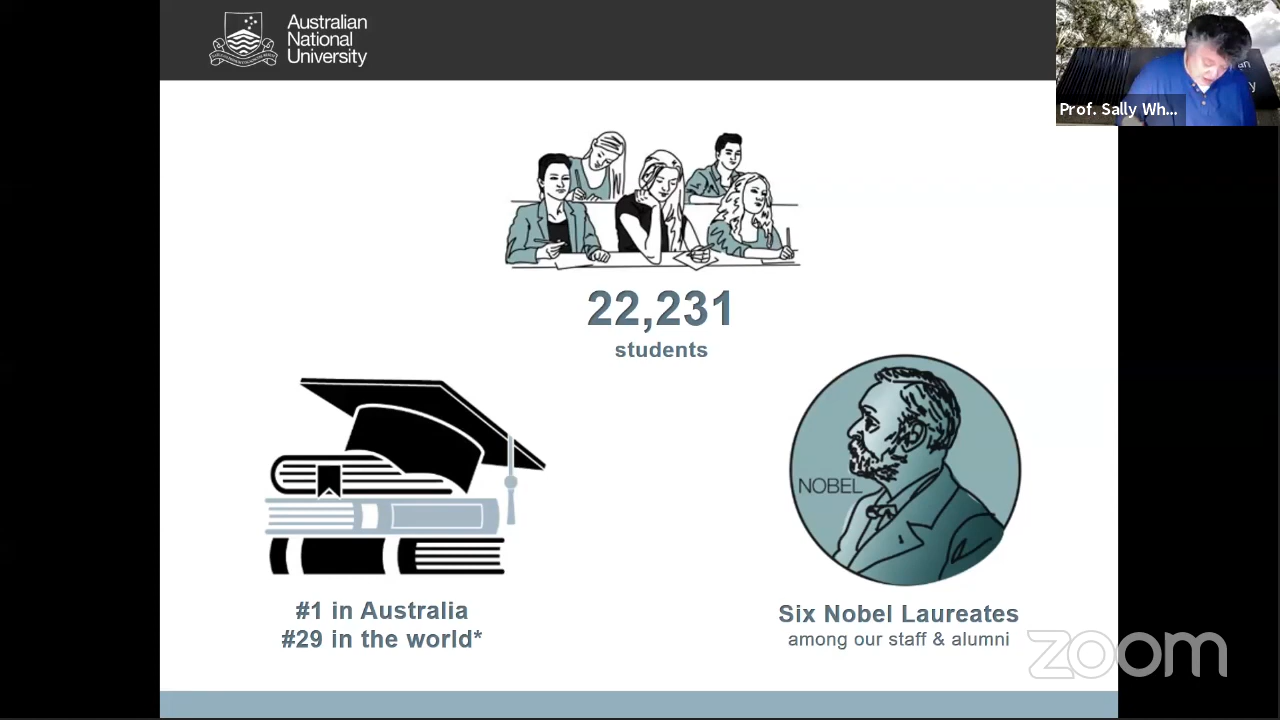 Australian
National
University
Prof. Sally Wh...
an
y
22,231
students
NOBEL
#1 in Australia
#29 in the world*
Six Nobel Laureates
among our staff & alumni
zoom